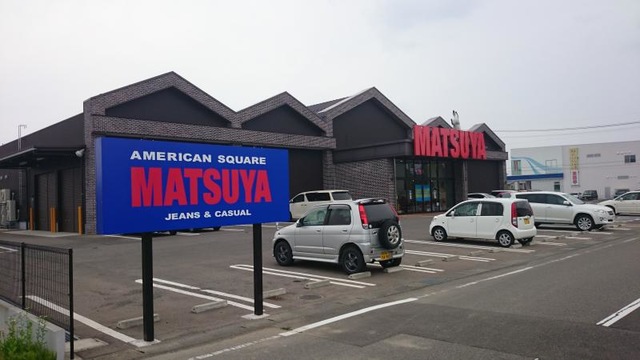 AMERICAN SQUARE
MATSUYA
JEANS & CASUAL
MATSUYA